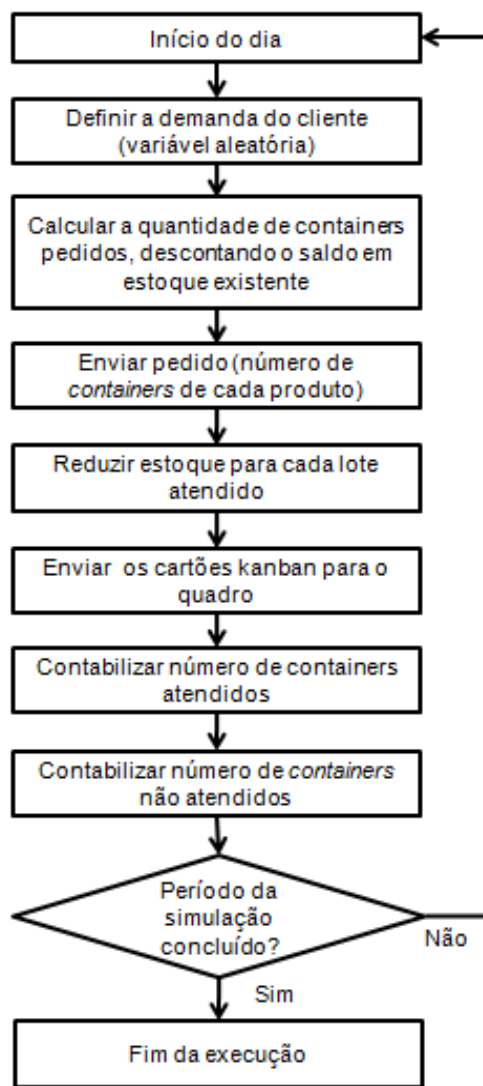 Início do dia
Definir a demanda do cliente
(variável aleatória)
Calcular a quantidade de containers
pedidos, descontando o saldo em
estoque existente
Enviar pedido (número de
containers de cada produto)
Reduzir estoque para cada lote
atendido
Enviar os cartões kanban para o
quadro
Contabilizar número de containers
atendidos
Contabilizar número de containers
não atendidos
Período da
simulação
concluído?
Não
Sim
Fim da execução